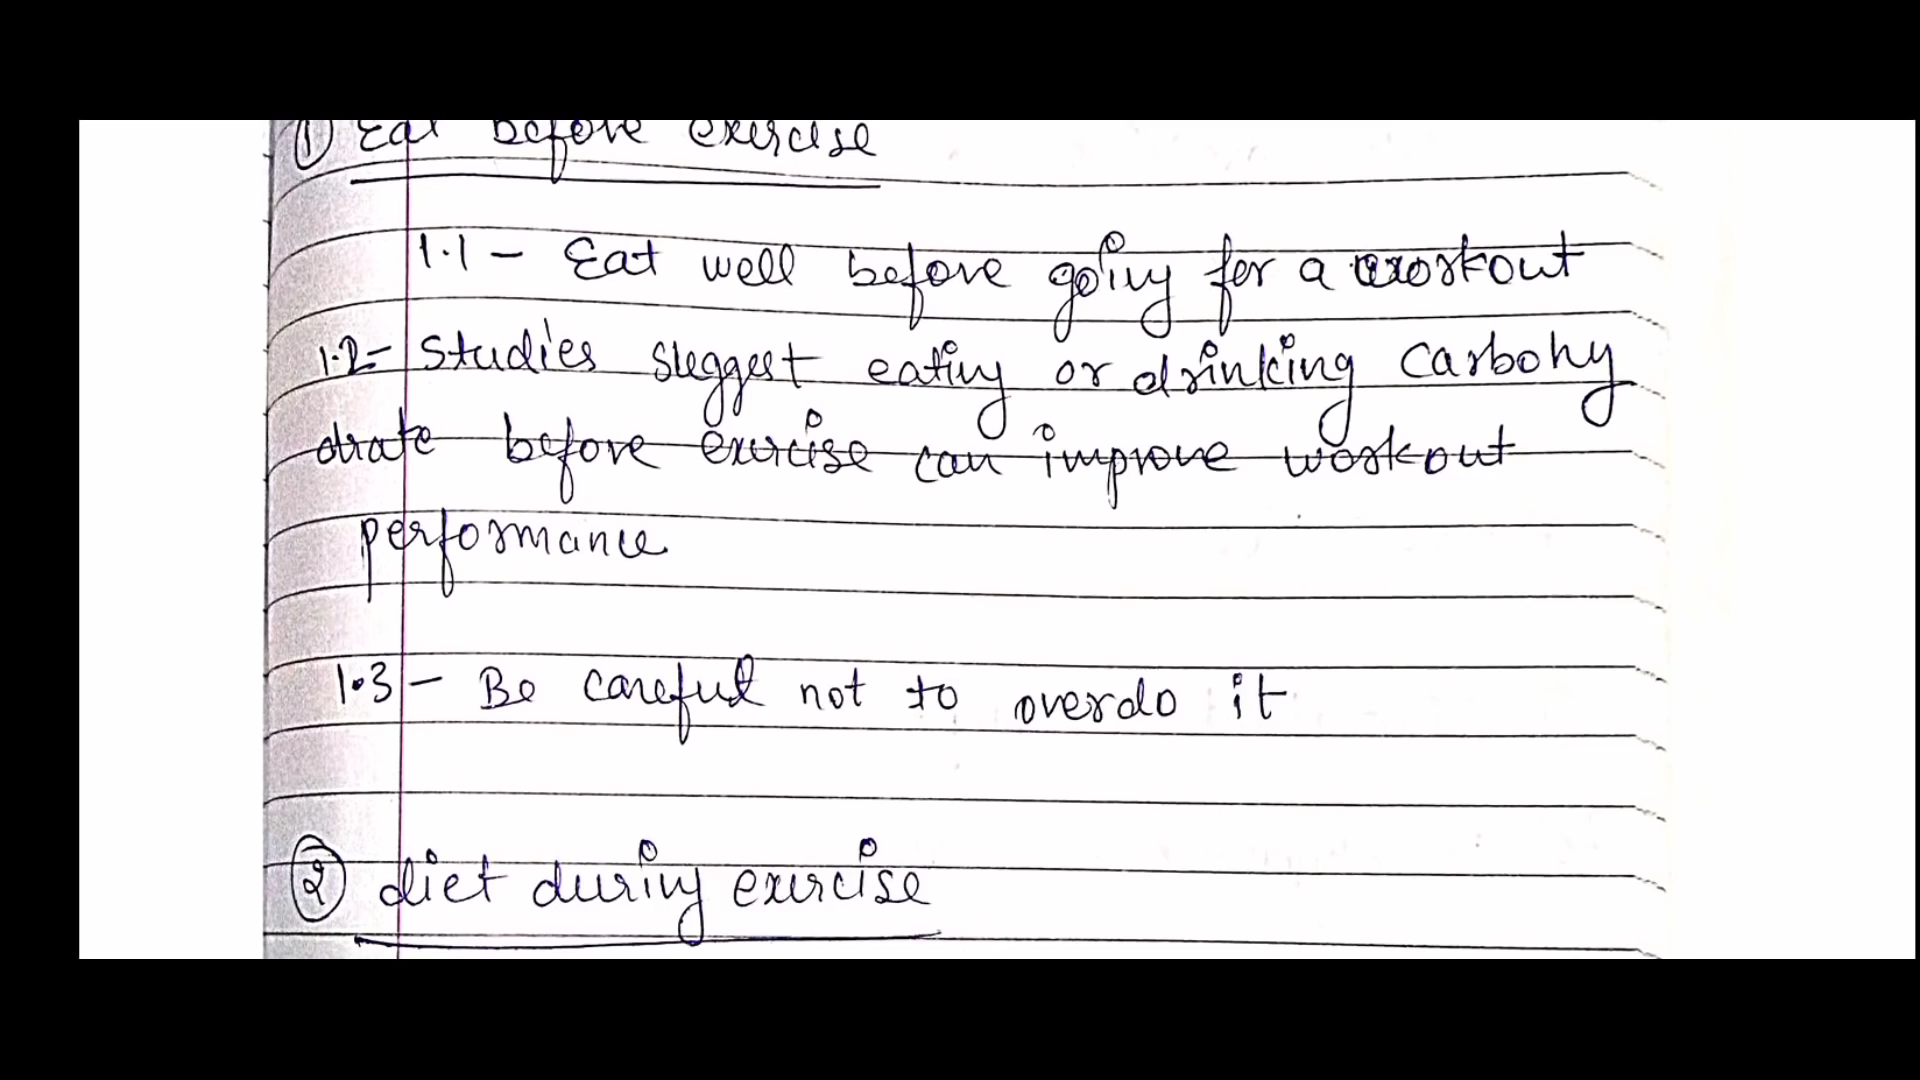 ① Eat before exercise
1.1 - Eat well before going for a workout
1.2- Studies suggest eating or drinking Carbohy
drate before exercise can improve workout
performance
1.3 - Be careful not to overdo it
② diet during exercise